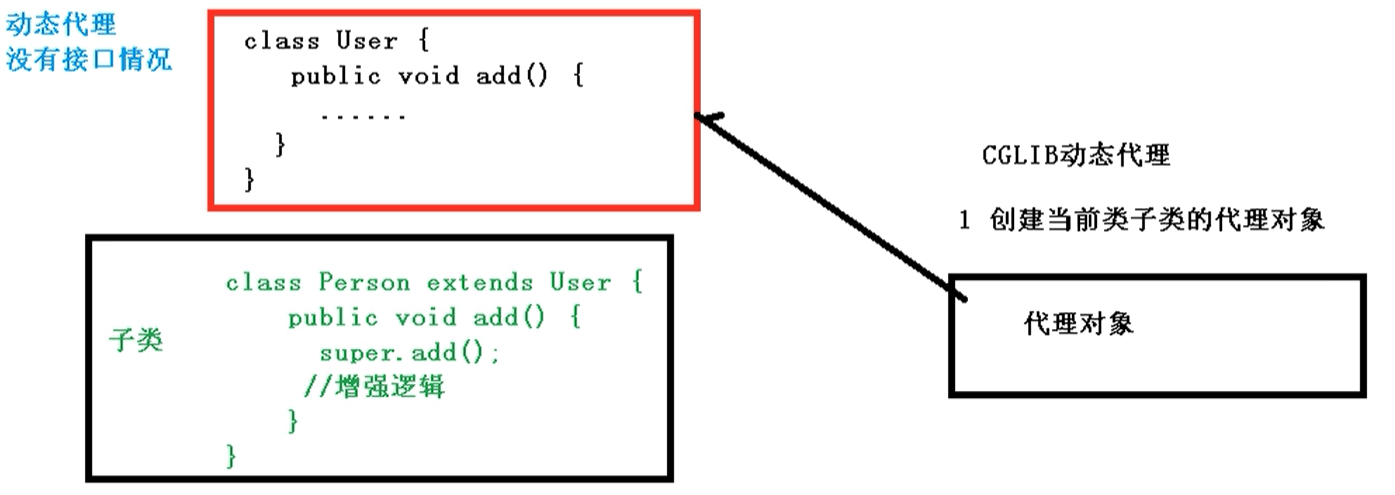 动态代理
没有接口情况
class User {
public void add() {
......
}
}
CGLIB动态代理
1 创建当前类子类的代理对象
子类
class Person extends User {
public void add() {
super.add();
//增强逻辑
}
}
代理对象